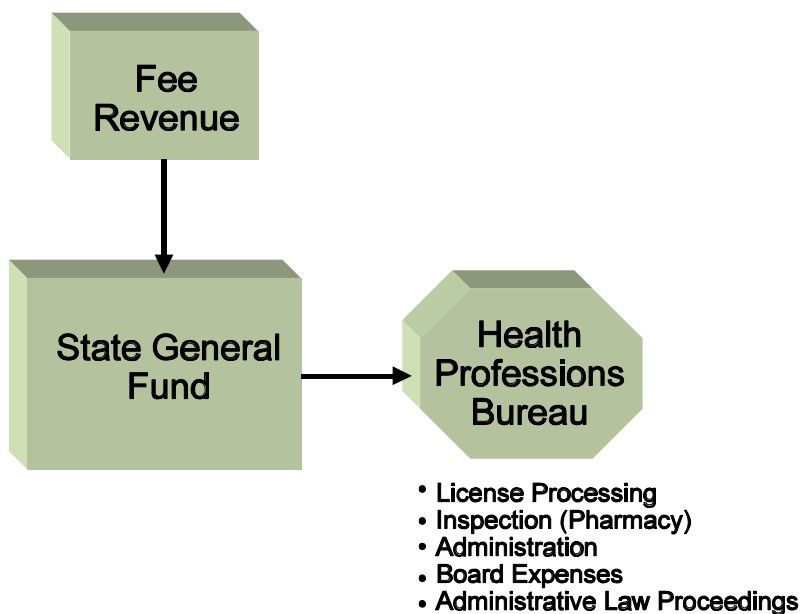 Fee
Revenue
State General
Fund
Health
Professions
Bureau
• License Processing
• Inspection (Pharmacy)
• Administration
• Board Expenses
• Administrative Law Proceedings